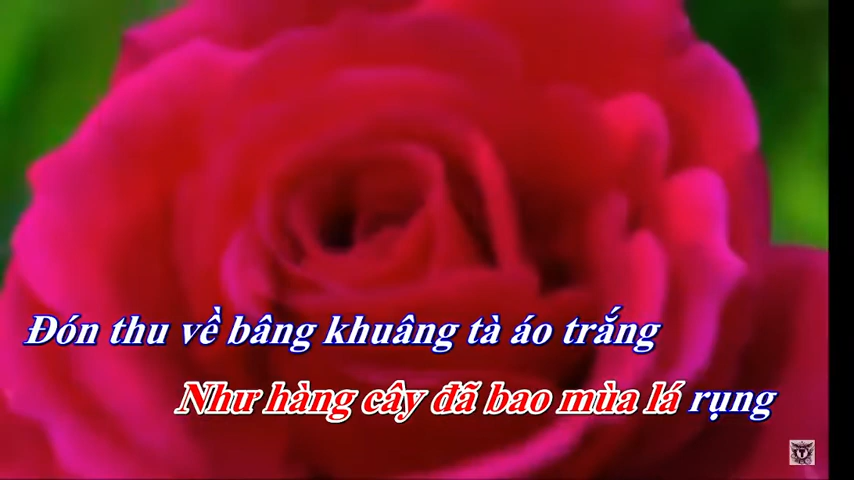 Đón thu về bâng khuâng tà áo trắng
Như hàng cây đã bao mùa lá rụng